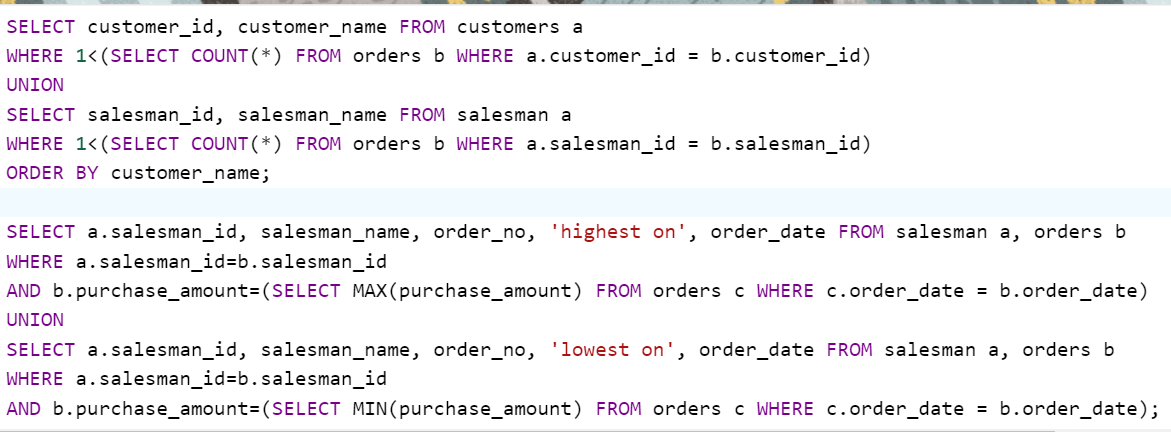 SELECT customer_id, customer_name FROM customers a
WHERE 1<(SELECT COUNT(*) FROM orders b WHERE a.customer_id = b.customer_id)
UNION
SELECT salesman_id, salesman_name FROM salesman a
WHERE 1<(SELECT COUNT(*) FROM orders b WHERE a.salesman_id = b.salesman_id)
ORDER BY customer_name;
SELECT a.salesman_id, salesman_name, order_no, 'highest on', order_date FROM salesman a, orders b
WHERE a.salesman_id=b.salesman_id
AND b.purchase_amount=(SELECT MAX(purchase_amount) FROM orders c WHERE c.order_date = b.order_date)
UNION
SELECT a.salesman_id, salesman_name, order_no, 'lowest on', order_date FROM salesman a, orders b
WHERE a.salesman_id=b.salesman_id
AND b.purchase_amount=(SELECT MIN(purchase_amount) FROM orders c WHERE c.order_date = b.order_date);